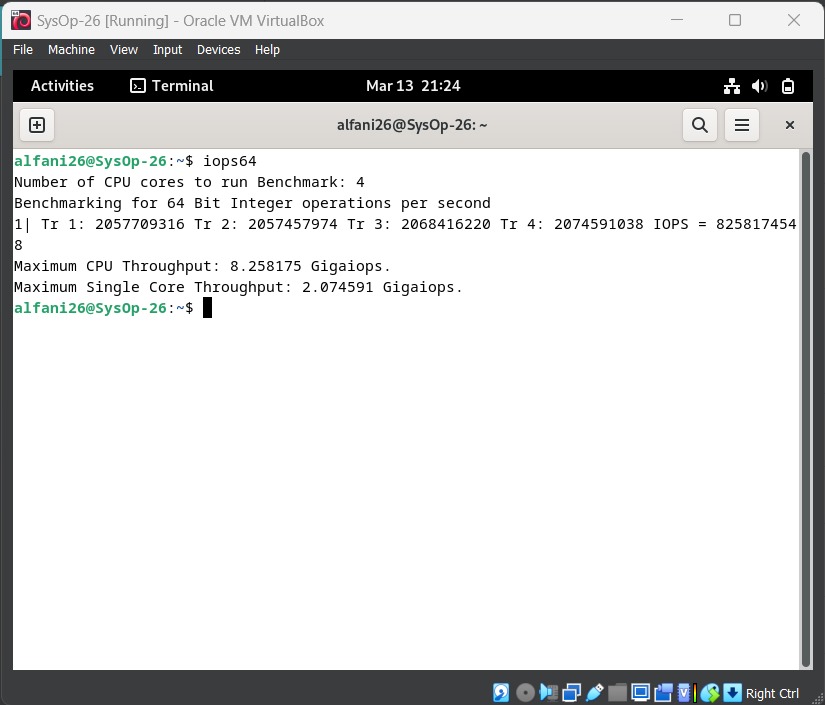 SysOp-26 [Running] - Oracle VM VirtualBox
File Machine View Input Devices Help
Activities Terminal Mar 13 21:24
alfani26@SysOp-26: ~
alfani26@SysOp-26:~$ iops64
Number of CPU cores to run Benchmark: 4
Benchmarking for 64 Bit Integer operations per second
1| Tr 1: 2057709316 Tr 2: 2057457974 Tr 3: 2068416220 Tr 4: 2074591038 IOPS = 825817454
8
Maximum CPU Throughput: 8.258175 Gigaiops.
Maximum Single Core Throughput: 2.074591 Gigaiops.
alfani26@SysOp-26:~$
Right Ctrl